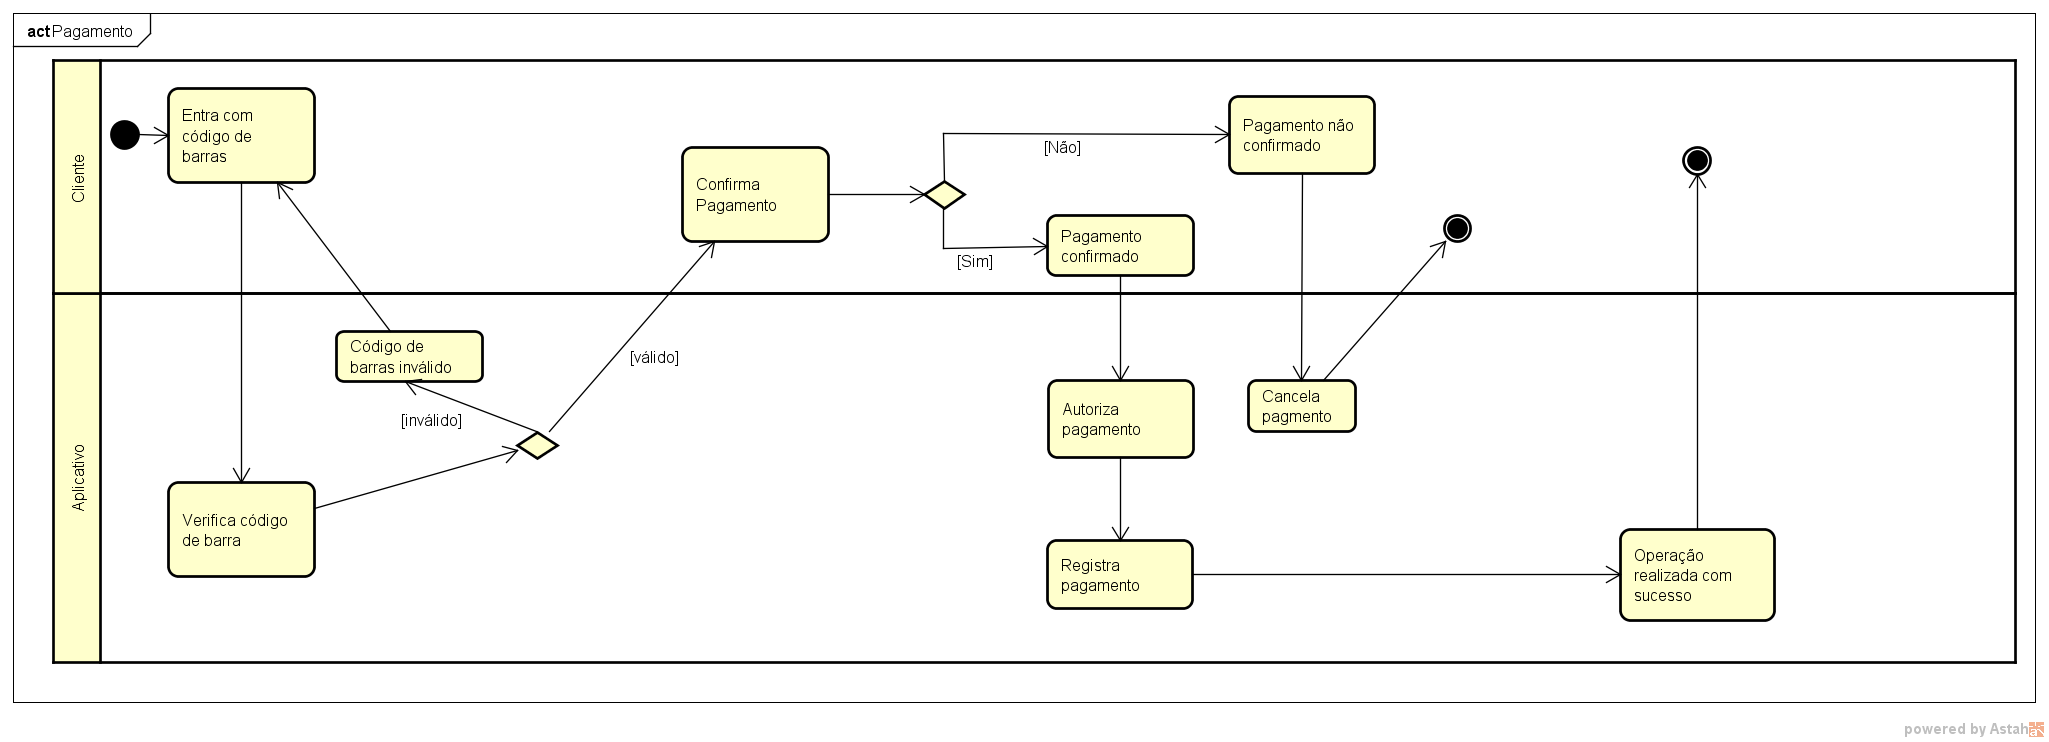 act Pagamento
Cliente
Entra com
código de
barras
Confirma
Pagamento
[Não]
Pagamento não
confirmado
[Sim]
Pagamento
confirmado
Aplicativo
Código de
barras inválido
[inválido]
[válido]
Verifica código
de barra
Autoriza
pagamento
Cancela
pagmento
Registra
pagamento
Operação
realizada com
sucesso
powered by Astah